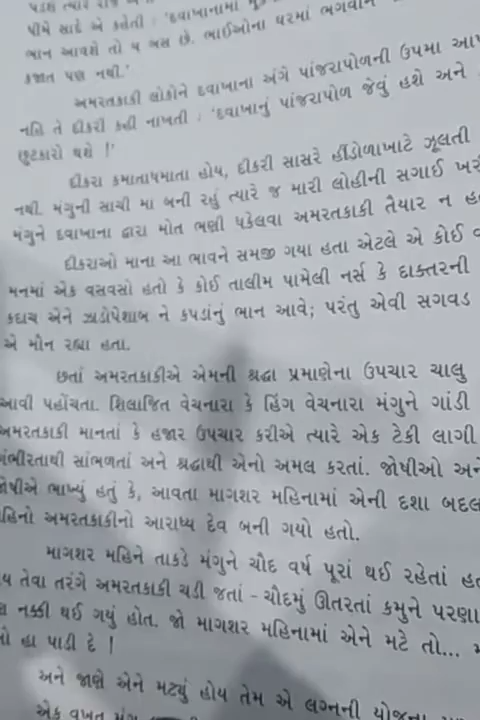 પીમે સાદે એ કહેતી : 'દવાખાનામાં
ભાન આવશે તો ય બસ છે. ભાઈઓના ઘરમાં ભગવાને
કજાત પણ નથી.'
અમરતકાકી લોકોને દવાખાના અંગે પાંજરાપોળની ઉપમા
નહિ તે દીકરી કહી નાખતી : 'દવાખાનું પાંજરાપોળ જેવું હશે અને
છુટકારો થશે !'
દીકરા કમાતાધમાતા હોય, દીકરી સાસરે હીંડોળાખાટે ઝૂલતી
નથી. મંગુની સાચી મા બની રહું ત્યારે જ મારી લોહીની સગાઈ
મંગુને દવાખાના દ્વારા મોત ભણી ધકેલવા અમરતકાકી તૈયાર ન
દીકરાઓ માના આ ભાવને સમજી ગયા હતા એટલે એ કોઈ
મનમાં એક વસવસો હતો કે કોઈ તાલીમ પામેલી નર્સ કે દાક્તરની
કદાચ એને ઝાડોપેશાબ ને કપડાંનું ભાન આવે; પરંતુ એવી સગવડ
એ મૌન રહ્યા હતા.
છતાં અમરતકાકીએ એમની શ્રદ્ધા પ્રમાણેના ઉપચાર ચાલુ
આવી પહોંચતા. શિલાજિત વેચનારા કે હિંગ વેચનારા મંગુને ગાંડી
અમરતકાકી માનતાં કે હજાર ઉપચાર કરીએ ત્યારે એક ટેકી લાગી
ગંભીરતાથી સાંભળતાં અને શ્રદ્ધાથી એનો અમલ કરતાં. જોષીઓ અને
જોષીએ ભાખ્યું હતું કે, આવતા માગશર મહિનામાં એની દશા
મહિનો અમરતકાકીનો આરાધ્ય દેવ બની ગયો હતો.
માગશર મહિને તાકડે મંગુને ચૌદ વર્ષ પૂરાં થઈ રહેતાં
તેવા તરંગે અમરતકાકી ચડી જતાં - ચૌદમું ઊતરતાં કમુને
નક્કી થઈ ગયું હોત. જો માગશર મહિનામાં એને મટે તો...
હા પાડી દે !
અને જાણે એને મટ્યું હોય તેમ એ લગ્નની યોજના
એક વખત